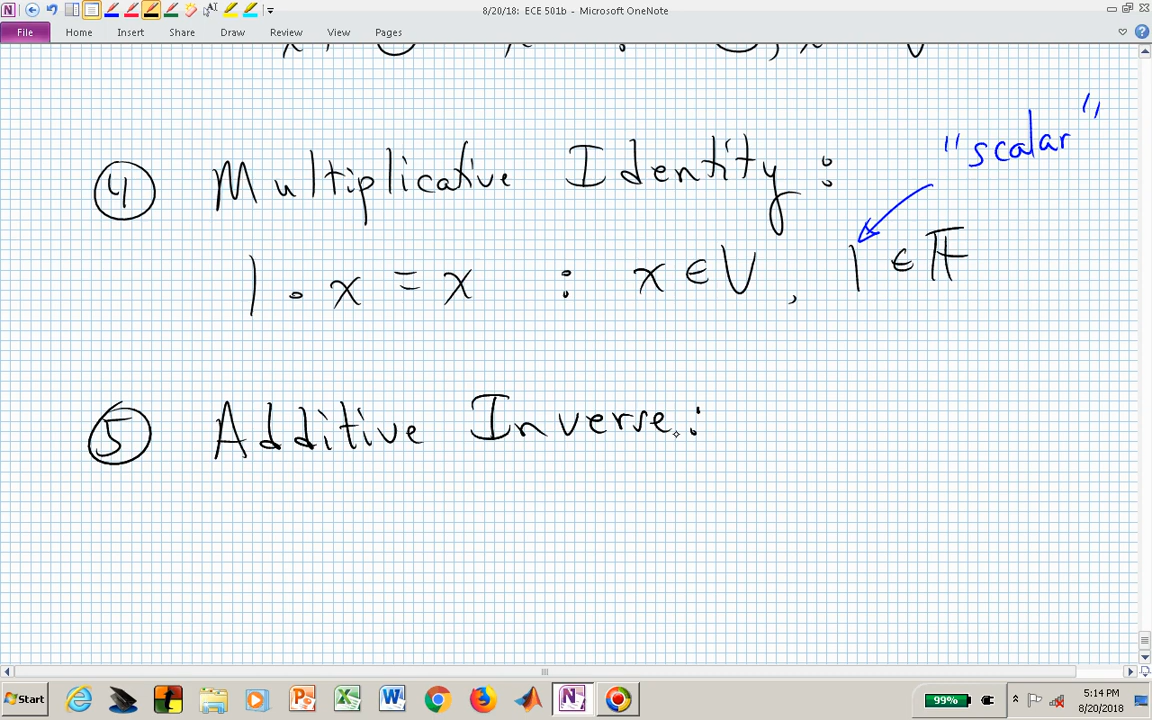 8/20/18: ECE 501b - Microsoft OneNote
File Home Insert Share Draw Review View Pages
"scalar"
④ Multiplicative Identity :
1 · x = x : x ∈ V, 1 ∈ 𝔽
⑤ Additive Inverse :
Start
99%
5:14 PM
8/20/2018